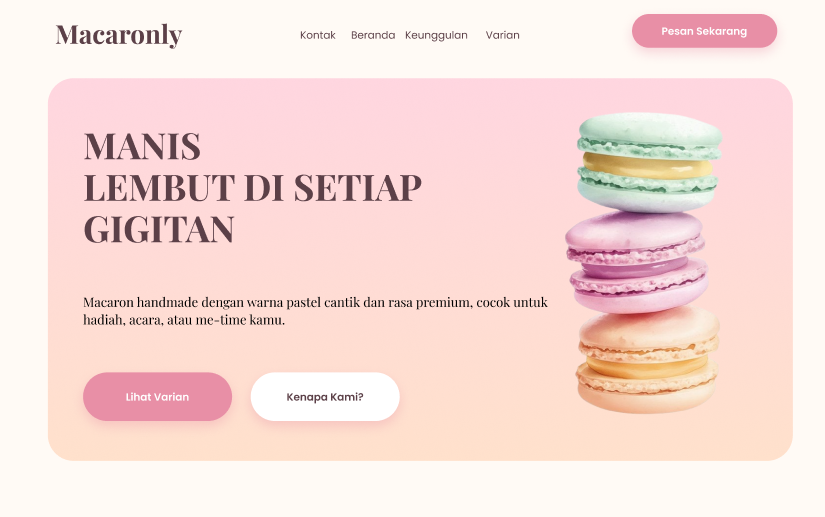 Macaronly
Kontak Beranda Keunggulan Varian
Pesan Sekarang
MANIS
LEMBUT DI SETIAP
GIGITAN
Macaron handmade dengan warna pastel cantik dan rasa premium, cocok untuk
hadiah, acara, atau me-time kamu.
Lihat Varian
Kenapa Kami?